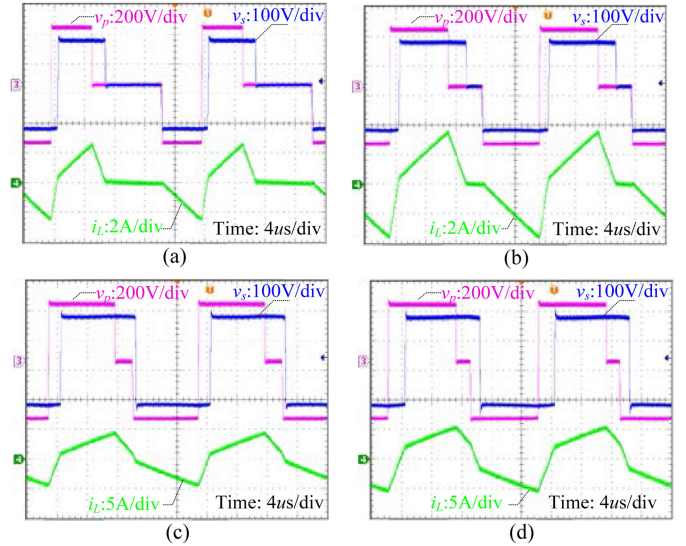 vp:200V/div vs:100V/div
3
4
iL:2A/div Time: 4us/div
(a)
vp:200V/div vs:100V/div
3
4
iL:2A/div Time: 4us/div
(b)
vp:200V/div vs:100V/div
3
4
iL:5A/div Time: 4us/div
(c)
vp:200V/div vs:100V/div
3
4
iL:5A/div Time: 4us/div
(d)